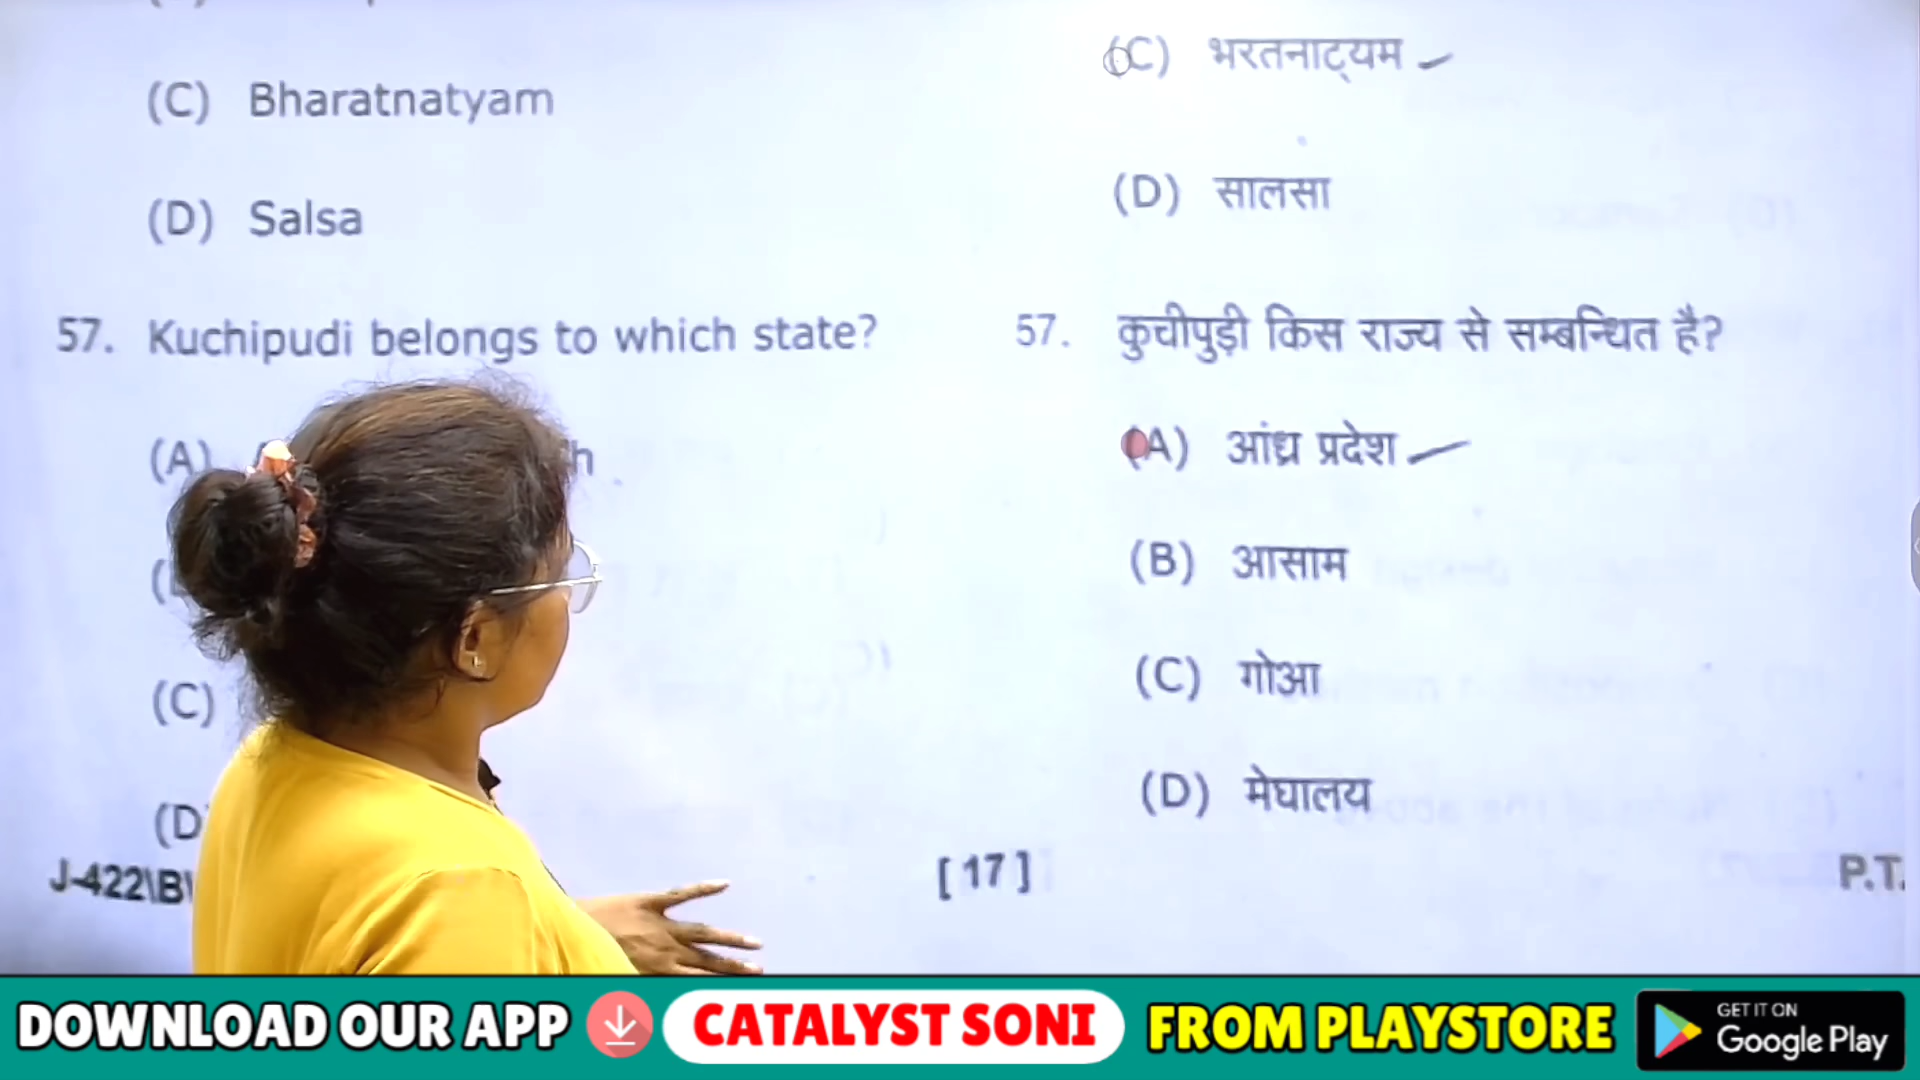 (C) Bharatnatyam
(D) Salsa
57. Kuchipudi belongs to which state?
(A)
(C)
(D
J-422\B\
(C) भरतनाट्यम
(D) सालसा
57. कुचीपुड़ी किस राज्य से सम्बन्धित है?
(A) आंध्र प्रदेश
(B) आसाम
(C) गोआ
(D) मेघालय
[ 17 ]
P.T.
DOWNLOAD OUR APP CATALYST SONI FROM PLAYSTORE
GET IT ON
Google Play